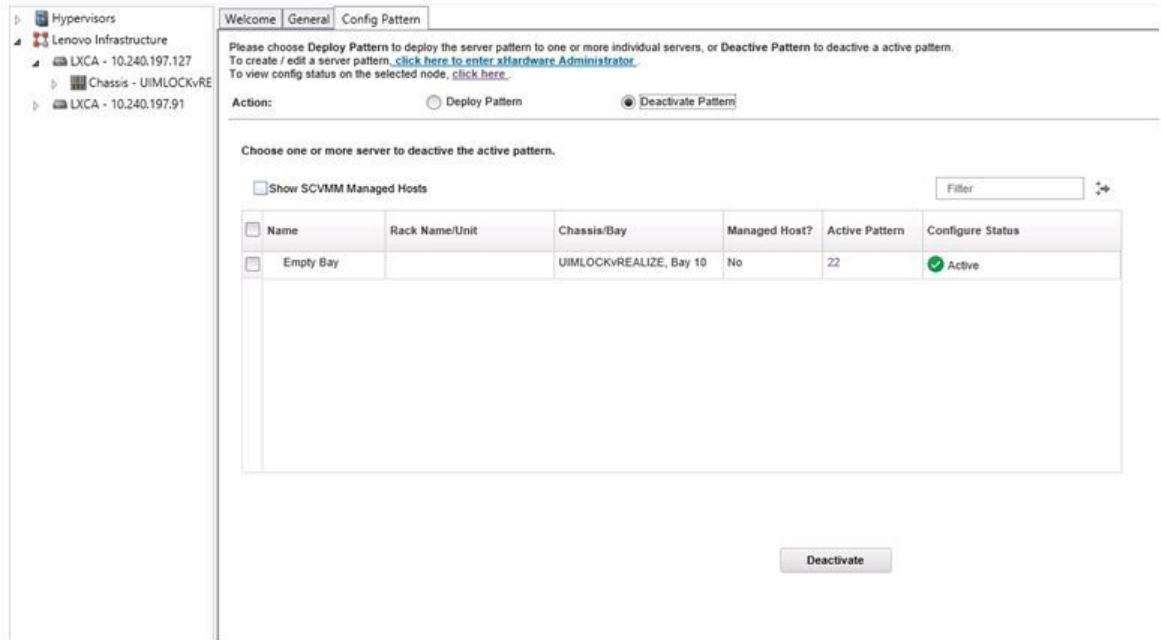 Hypervisors
Lenovo Infrastructure
LXCA - 10.240.197.127
Chassis - UIMLOCKvRE
LXCA - 10.240.197.91
Welcome General Config Pattern
Please choose Deploy Pattern to deploy the server pattern to one or more individual servers, or Deactive Pattern to deactive a active pattern.
To create / edit a server pattern, click here to enter xHardware Administrator .
To view config status on the selected node, click here .
Action: Deploy Pattern Deactivate Pattern
Choose one or more server to deactive the active pattern.
Show SCVMM Managed Hosts Filter
Name Rack Name/Unit Chassis/Bay Managed Host? Active Pattern Configure Status
Empty Bay UIMLOCKvREALIZE, Bay 10 No 22 Active
Deactivate